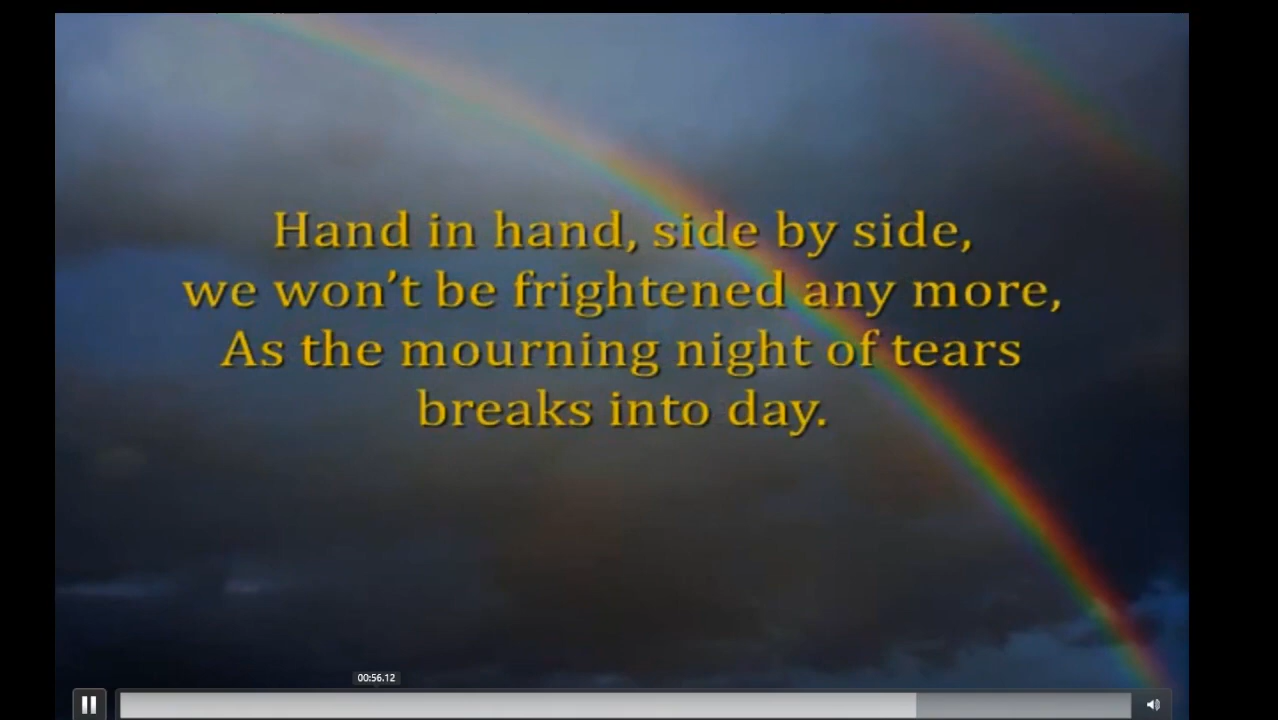 Hand in hand, side by side,
we won’t be frightened any more,
As the mourning night of tears
breaks into day.
00:56.12